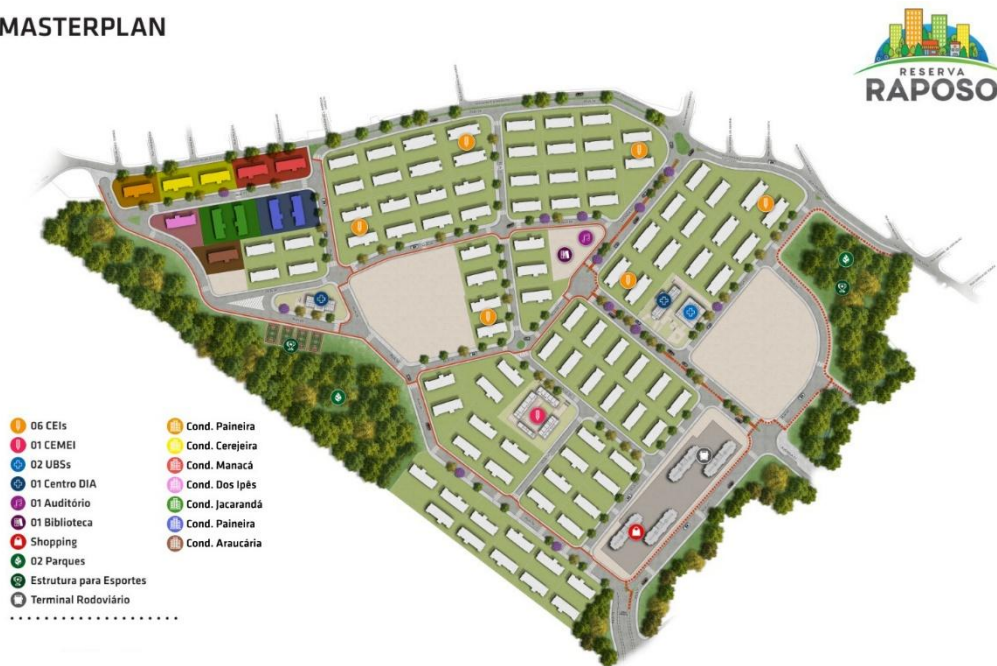 MASTERPLAN
RESERVA
RAPOSO
06 CEIs
01 CEMEI
02 UBSs
01 Centro DIA
01 Auditório
01 Biblioteca
Shopping
02 Parques
Estrutura para Esportes
Terminal Rodoviário
Cond. Paineira
Cond. Cerejeira
Cond. Manacá
Cond. Dos Ipês
Cond. Jacarandá
Cond. Paineira
Cond. Araucária